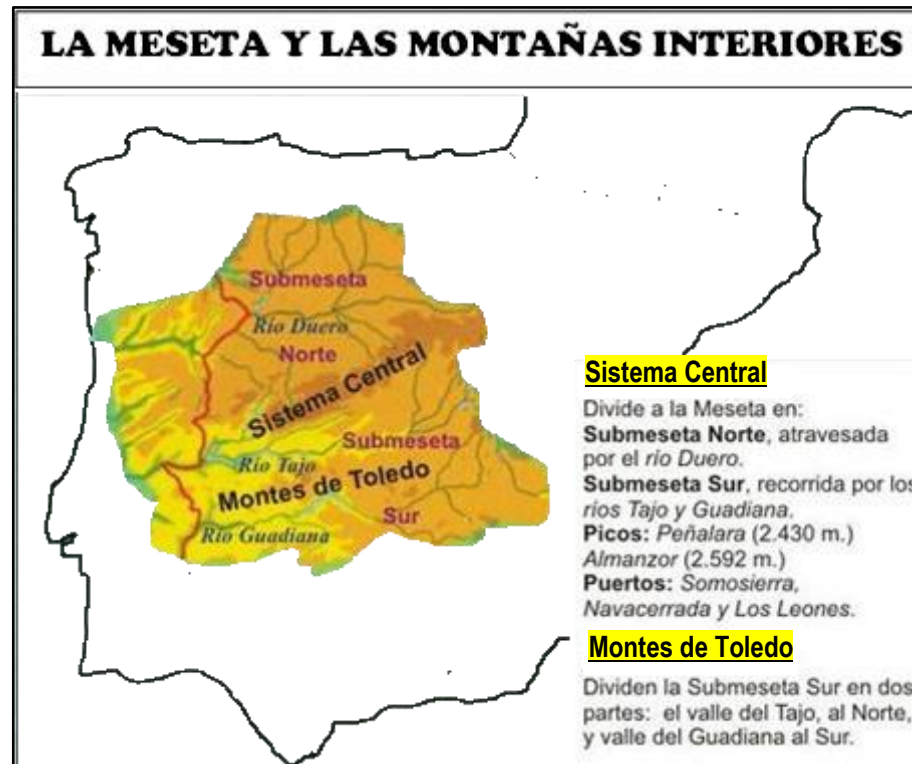 LA MESETA Y LAS MONTAÑAS INTERIORES
Submeseta
Río Duero
Norte
Sistema Central
Submeseta
Río Tajo
Montes de Toledo
Sur
Río Guadiana
Sistema Central
Divide a la Meseta en:
Submeseta Norte, atravesada
por el río Duero.
Submeseta Sur, recorrida por los
rios Tajo y Guadiana.
Picos: Peñalara (2.430 m.)
Almanzor (2.592 m.)
Puertos: Somosierra,
Navacerrada y Los Leones.
Montes de Toledo
Dividen la Submeseta Sur en dos
partes: el valle del Tajo, al Norte,
y valle del Guadiana al Sur.